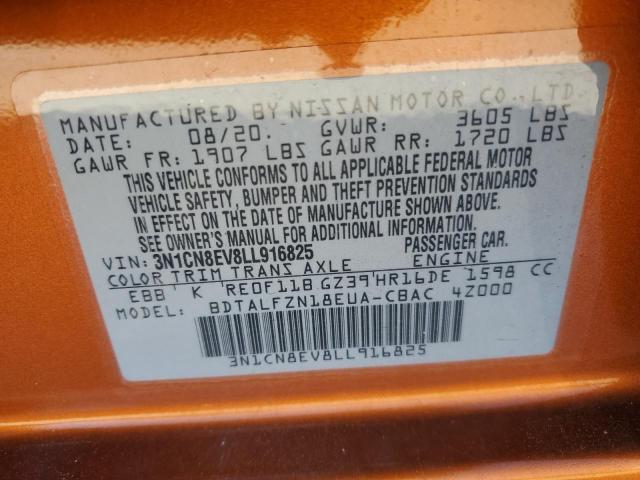 MANUFACTURED BY NISSAN MOTOR CO., LTD.
DATE: 08/20. GVWR: 3605 LBS
GAWR FR: 1907 LBS GAWR RR: 1720 LBS
THIS VEHICLE CONFORMS TO ALL APPLICABLE FEDERAL MOTOR
VEHICLE SAFETY, BUMPER AND THEFT PREVENTION STANDARDS
IN EFFECT ON THE DATE OF MANUFACTURE SHOWN ABOVE.
SEE OWNER'S MANUAL FOR ADDITIONAL INFORMATION.
VIN: 3N1CN8EV8LL916825 PASSENGER CAR.
COLOR TRIM TRANS AXLE ENGINE
EBB' K 'RE0F11B GZ39'HR16DE 1598 CC
BDTALFZN18EUA-CBAC 4Z000
3N1CN8EV8LL916825